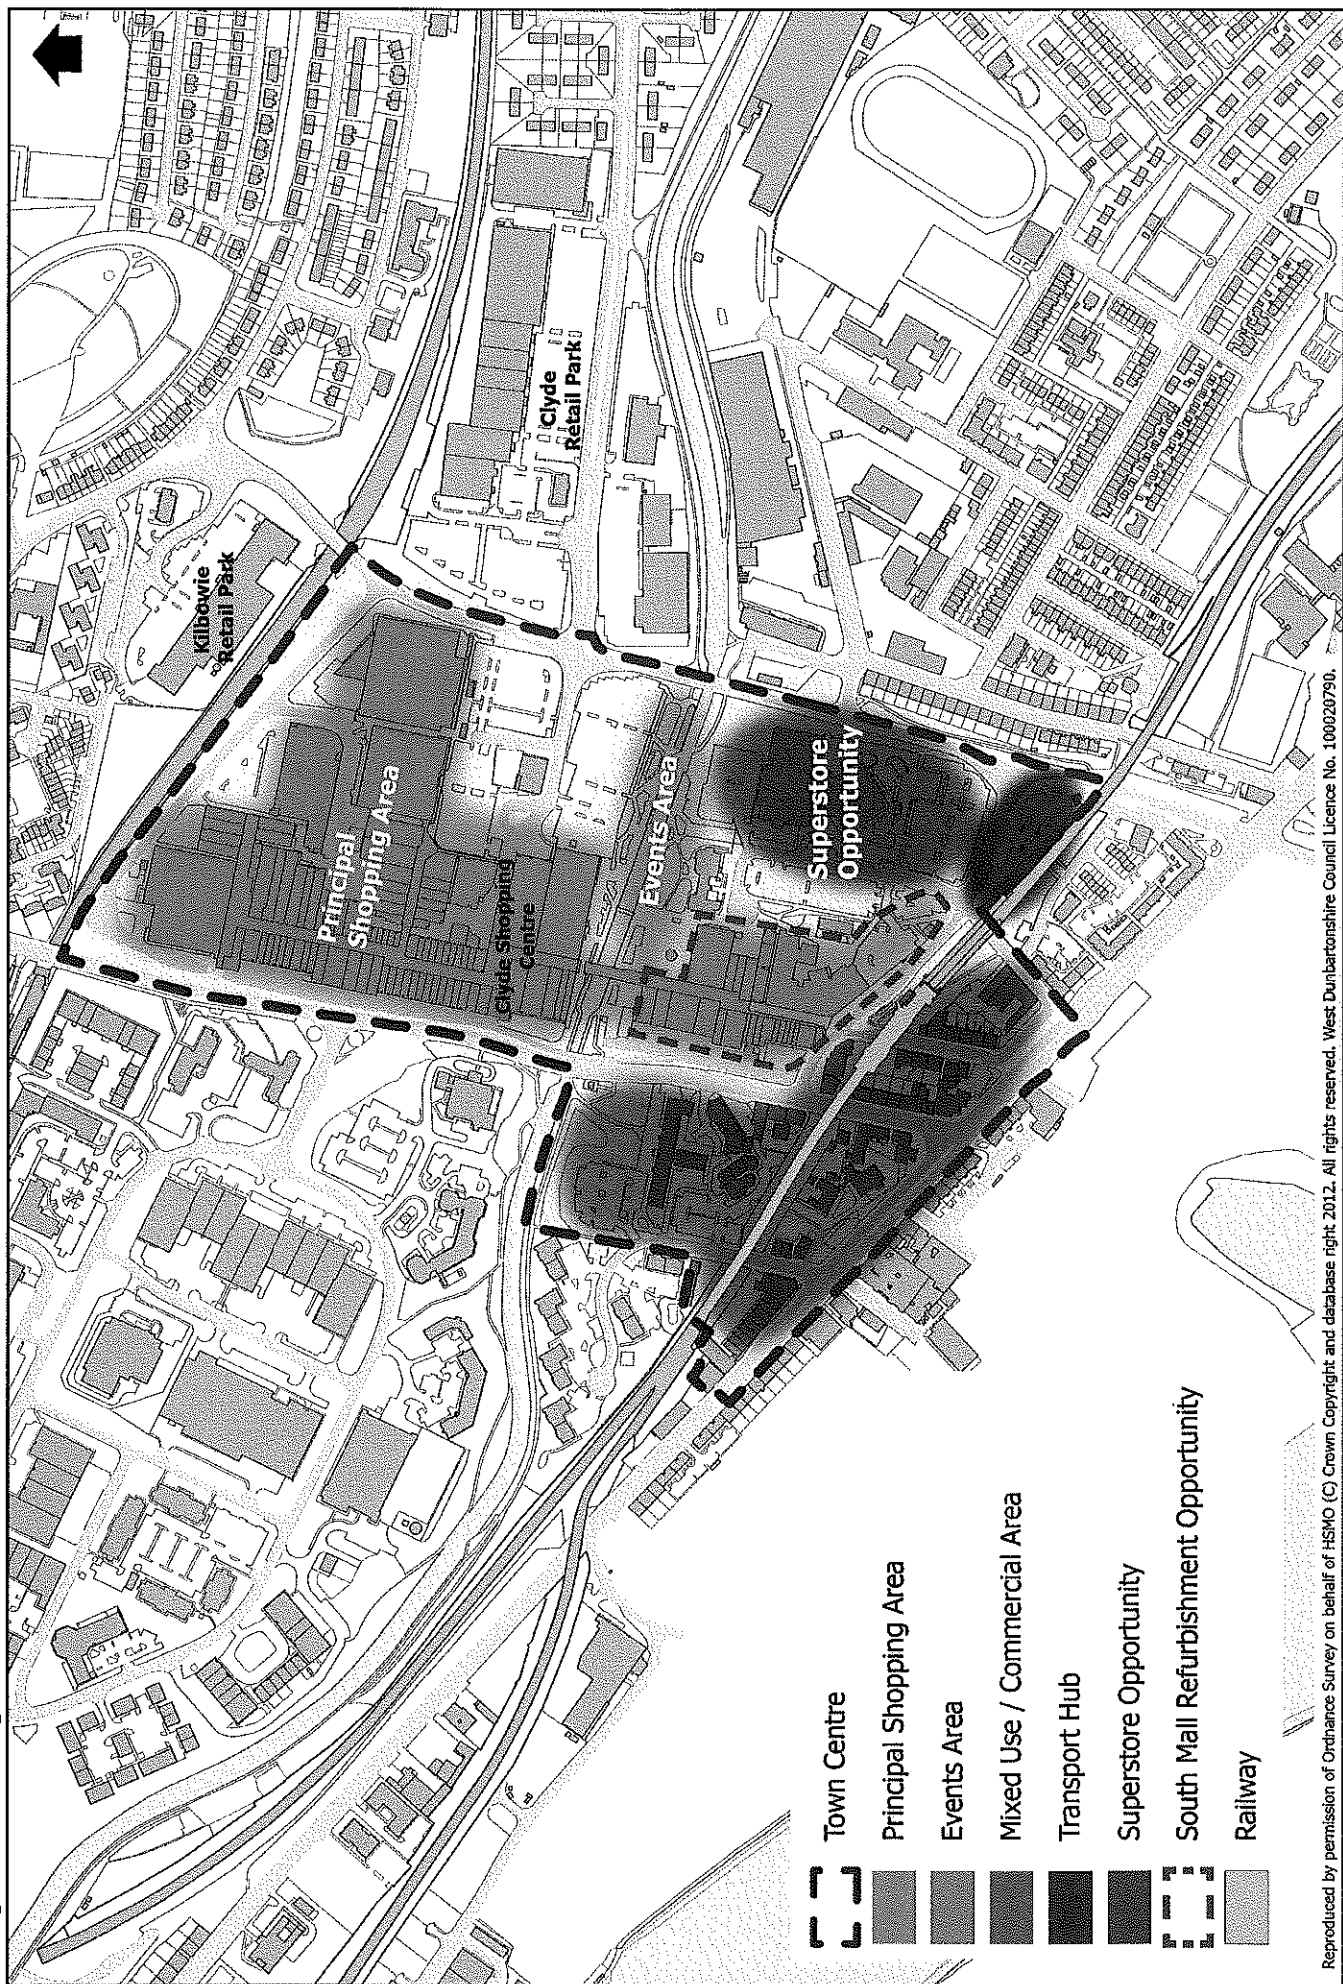 Kilbowie
Retail Park
Clyde
Retail Park
Principal
Shopping Area
Clyde Shopping
Centre
Events Area
Superstore
Opportunity
Town Centre
Principal Shopping Area
Events Area
Mixed Use / Commercial Area
Transport Hub
Superstore Opportunity
South Mall Refurbishment Opportunity
Railway
Reproduced by permission of Ordnance Survey on behalf of HSMO (C) Crown Copyright and database right 2012. All rights reserved. West Dunbartonshire Council Licence No. 100020790.